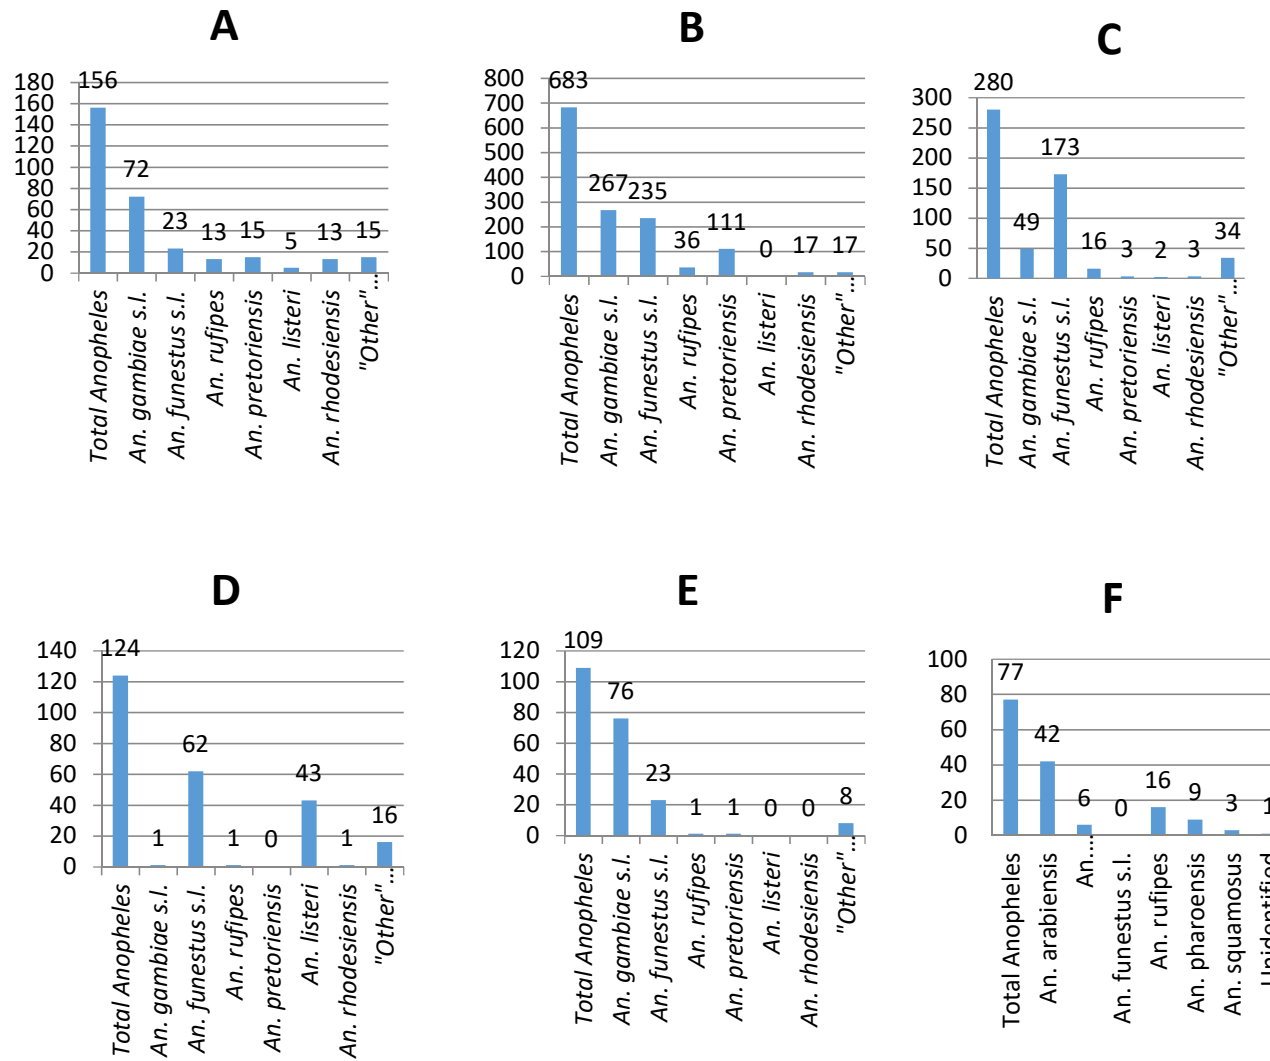 A
180
160
140
120
100
80
60
40
20
0
156
72
23
13
15
5
13
15
Total Anopheles
An. gambiae s.l.
An. funestus s.l.
An. rufipes
An. pretoriensis
An. listeri
An. rhodesiensis
"Other"...
B
800
700
600
500
400
300
200
100
0
683
267
235
36
111
0
17
17
Total Anopheles
An. gambiae s.l.
An. funestus s.l.
An. rufipes
An. pretoriensis
An. listeri
An. rhodesiensis
"Other"...
C
300
250
200
150
100
50
0
280
49
173
16
3
2
3
34
Total Anopheles
An. gambiae s.l.
An. funestus s.l.
An. rufipes
An. pretoriensis
An. listeri
An. rhodesiensis
"Other"...
D
140
120
100
80
60
40
20
0
124
1
62
1
0
43
1
16
Total Anopheles
An. gambiae s.l.
An. funestus s.l.
An. rufipes
An. pretoriensis
An. listeri
An. rhodesiensis
"Other"...
E
120
100
80
60
40
20
0
109
76
23
1
1
0
0
8
Total Anopheles
An. gambiae s.l.
An. funestus s.l.
An. rufipes
An. pretoriensis
An. listeri
An. rhodesiensis
"Other"...
F
100
80
60
40
20
0
77
42
6
0
16
9
3
1
Total Anopheles
An. arabiensis
An....
An. funestus s.l.
An. rufipes
An. pharoensis
An. squamosus
Unidentified